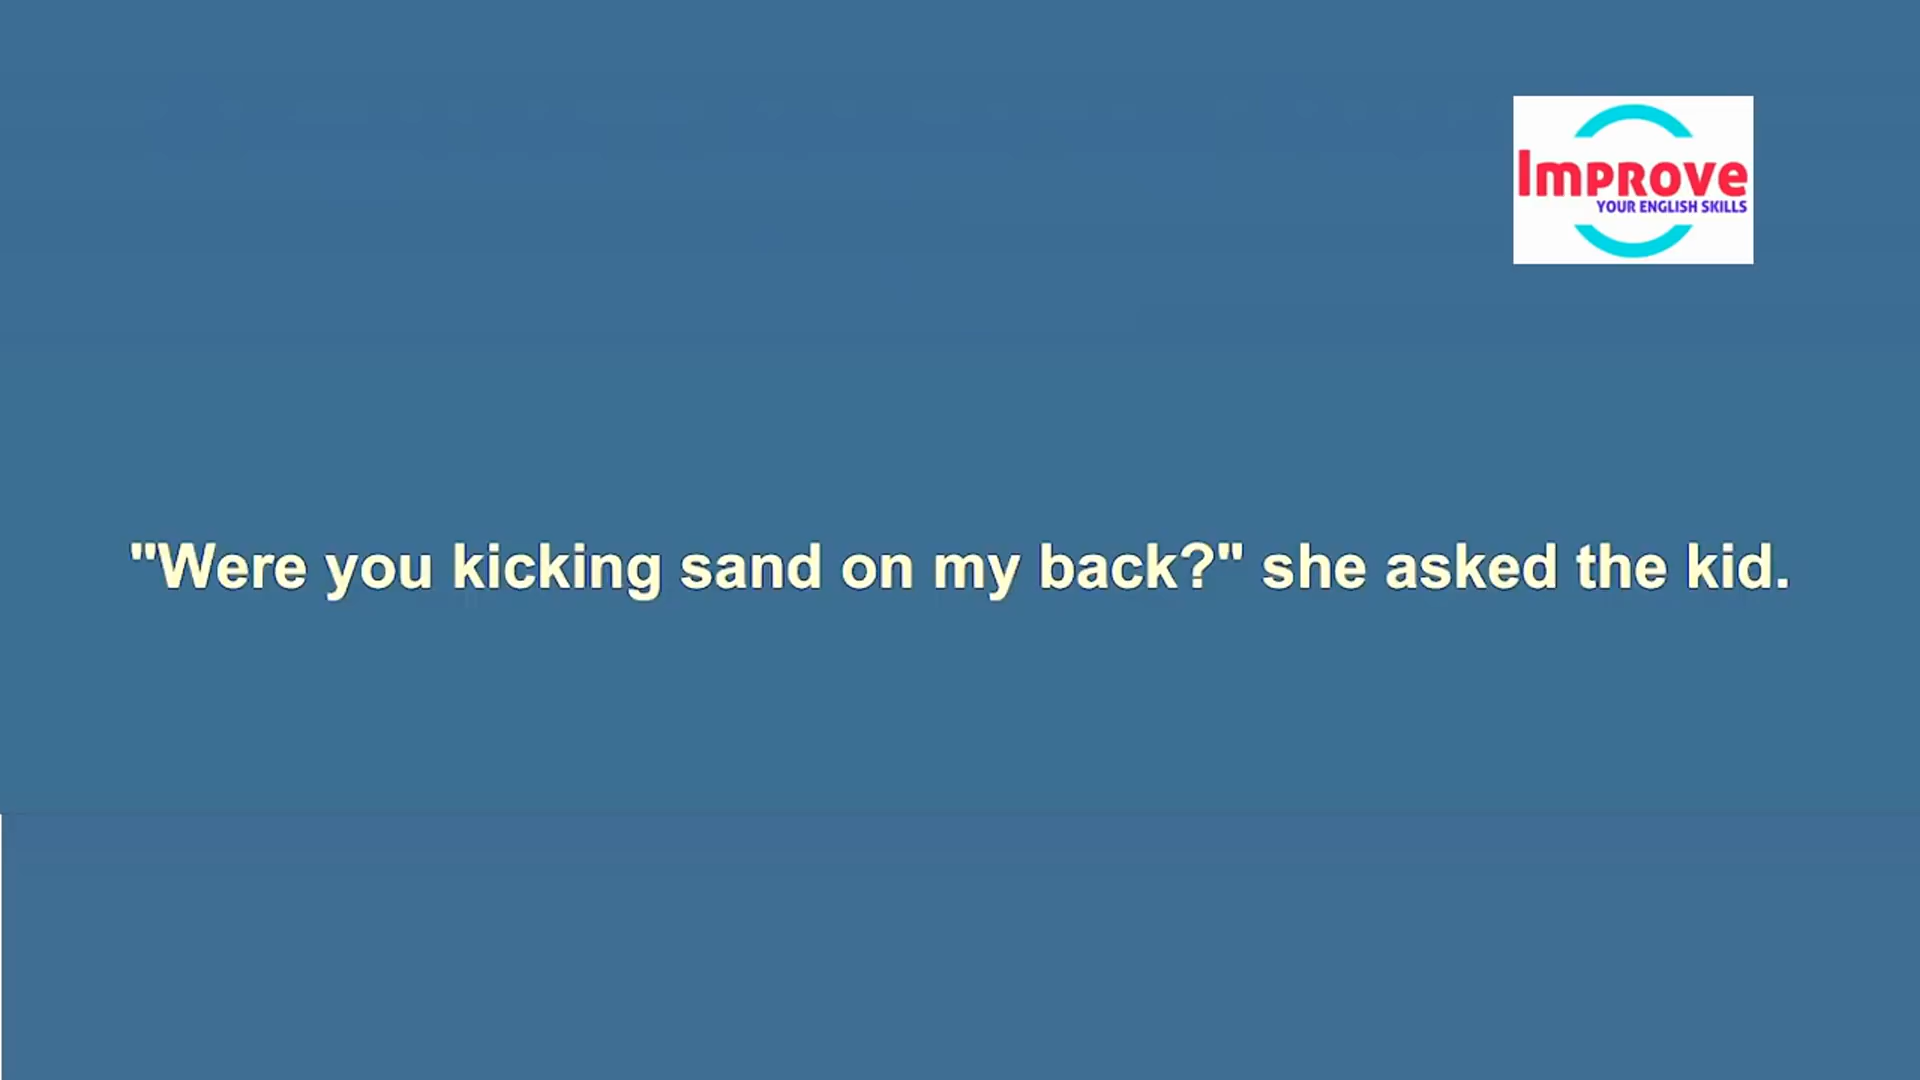 Improve
YOUR ENGLISH SKILLS
"Were you kicking sand on my back?" she asked the kid.